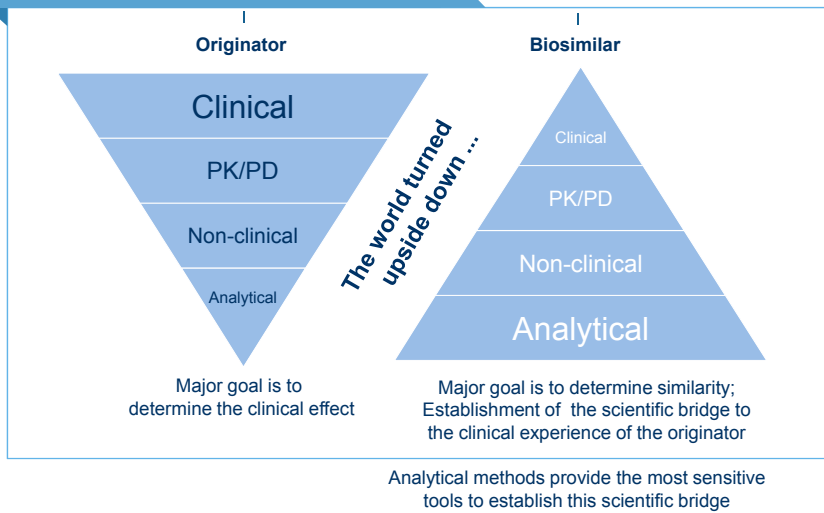 Originator
Clinical
PK/PD
Non-clinical
Analytical
Major goal is to
determine the clinical effect
The world turned
upside down ...
Biosimilar
Clinical
PK/PD
Non-clinical
Analytical
Major goal is to determine similarity;
Establishment of the scientific bridge to
the clinical experience of the originator
Analytical methods provide the most sensitive
tools to establish this scientific bridge